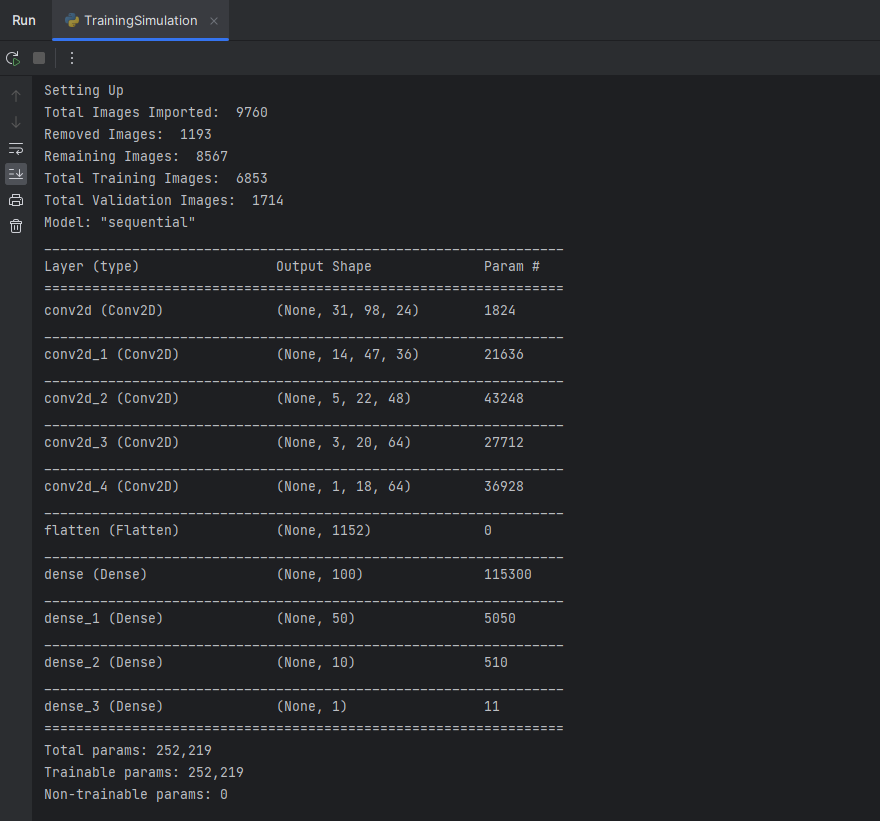 Run TrainingSimulation
Setting Up
Total Images Imported:  9760
Removed Images:  1193
Remaining Images:  8567
Total Training Images:  6853
Total Validation Images:  1714
Model: "sequential"
_________________________________________________________________
Layer (type)                 Output Shape              Param #
=================================================================
conv2d (Conv2D)              (None, 31, 98, 24)        1824
_________________________________________________________________
conv2d_1 (Conv2D)            (None, 14, 47, 36)        21636
_________________________________________________________________
conv2d_2 (Conv2D)            (None, 5, 22, 48)         43248
_________________________________________________________________
conv2d_3 (Conv2D)            (None, 3, 20, 64)         27712
_________________________________________________________________
conv2d_4 (Conv2D)            (None, 1, 18, 64)         36928
_________________________________________________________________
flatten (Flatten)            (None, 1152)              0
_________________________________________________________________
dense (Dense)                (None, 100)               115300
_________________________________________________________________
dense_1 (Dense)              (None, 50)                5050
_________________________________________________________________
dense_2 (Dense)              (None, 10)                510
_________________________________________________________________
dense_3 (Dense)              (None, 1)                 11
=================================================================
Total params: 252,219
Trainable params: 252,219
Non-trainable params: 0